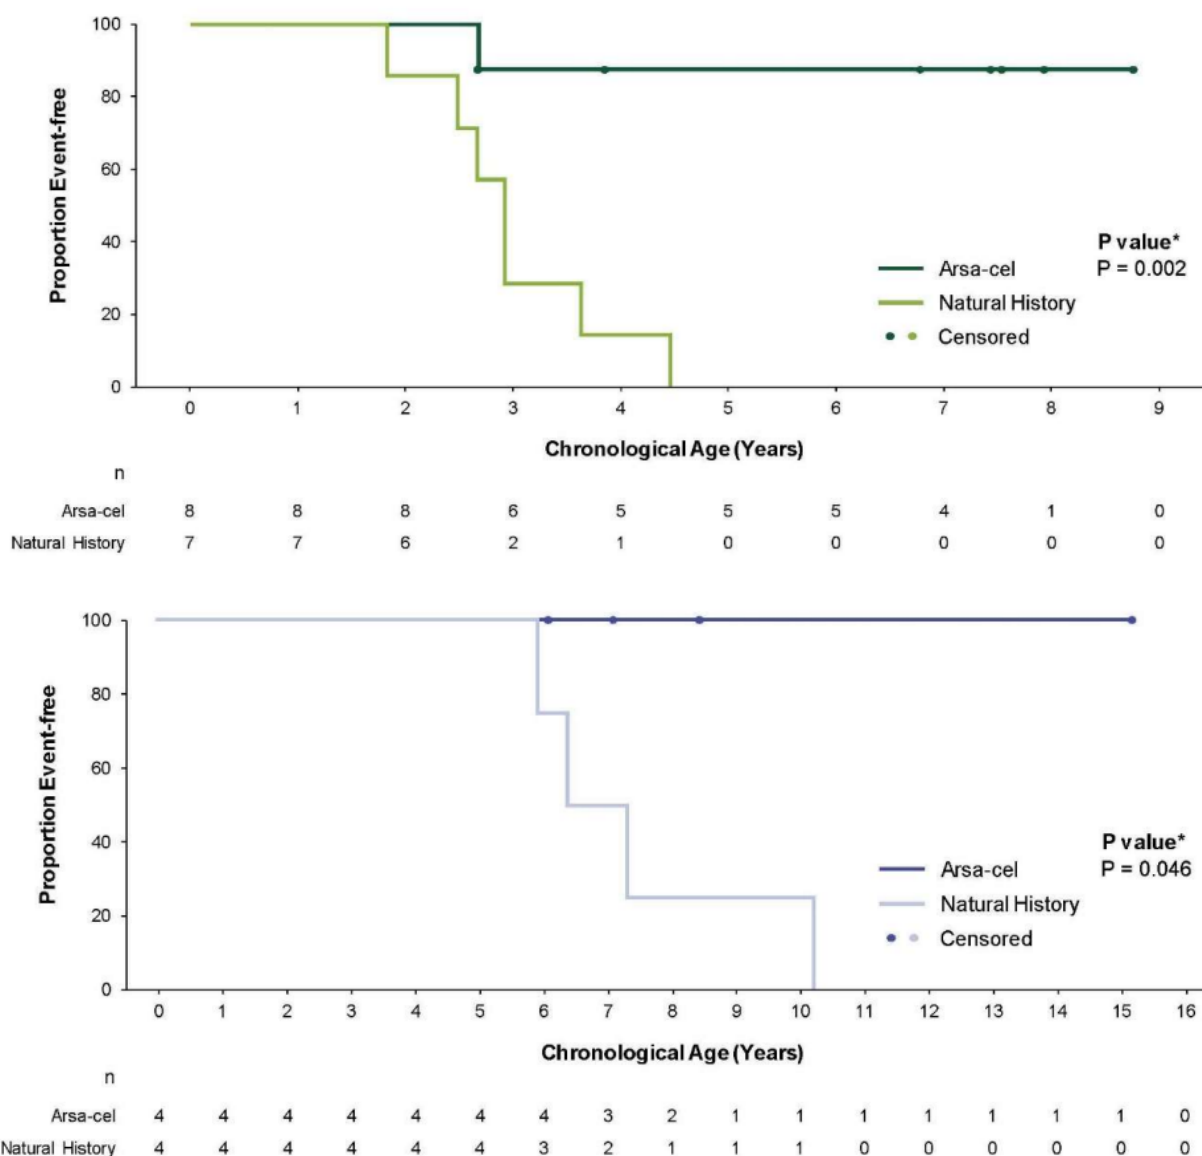 100
80
60
40
20
0
Proportion Event-free
P value*
P = 0.002
Arsa-cel
Natural History
Censored
0 1 2 3 4 5 6 7 8 9
Chronological Age (Years)
n
Arsa-cel 8 8 8 6 5 5 5 4 1 0
Natural History 7 7 6 2 1 0 0 0 0 0
100
80
60
40
20
0
Proportion Event-free
P value*
P = 0.046
Arsa-cel
Natural History
Censored
0 1 2 3 4 5 6 7 8 9 10 11 12 13 14 15 16
Chronological Age (Years)
n
Arsa-cel 4 4 4 4 4 4 4 3 2 1 1 1 1 1 1 1 0
Natural History 4 4 4 4 4 4 3 2 1 1 1 0 0 0 0 0 0